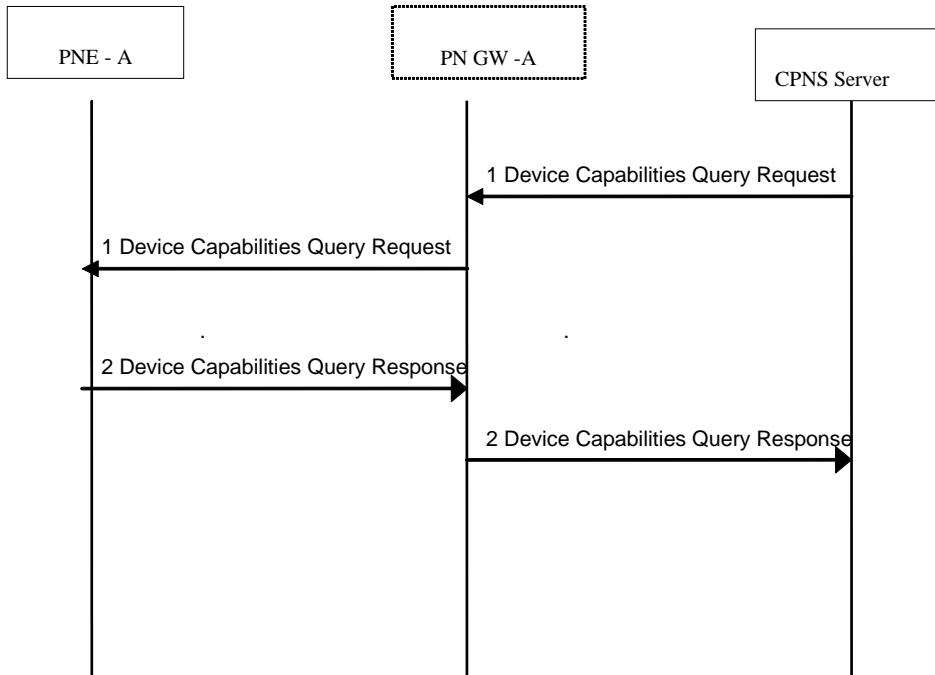 PNE - A
PN GW -A
CPNS Server
1 Device Capabilities Query Request
1 Device Capabilities Query Request
.
.
2 Device Capabilities Query Response
2 Device Capabilities Query Response